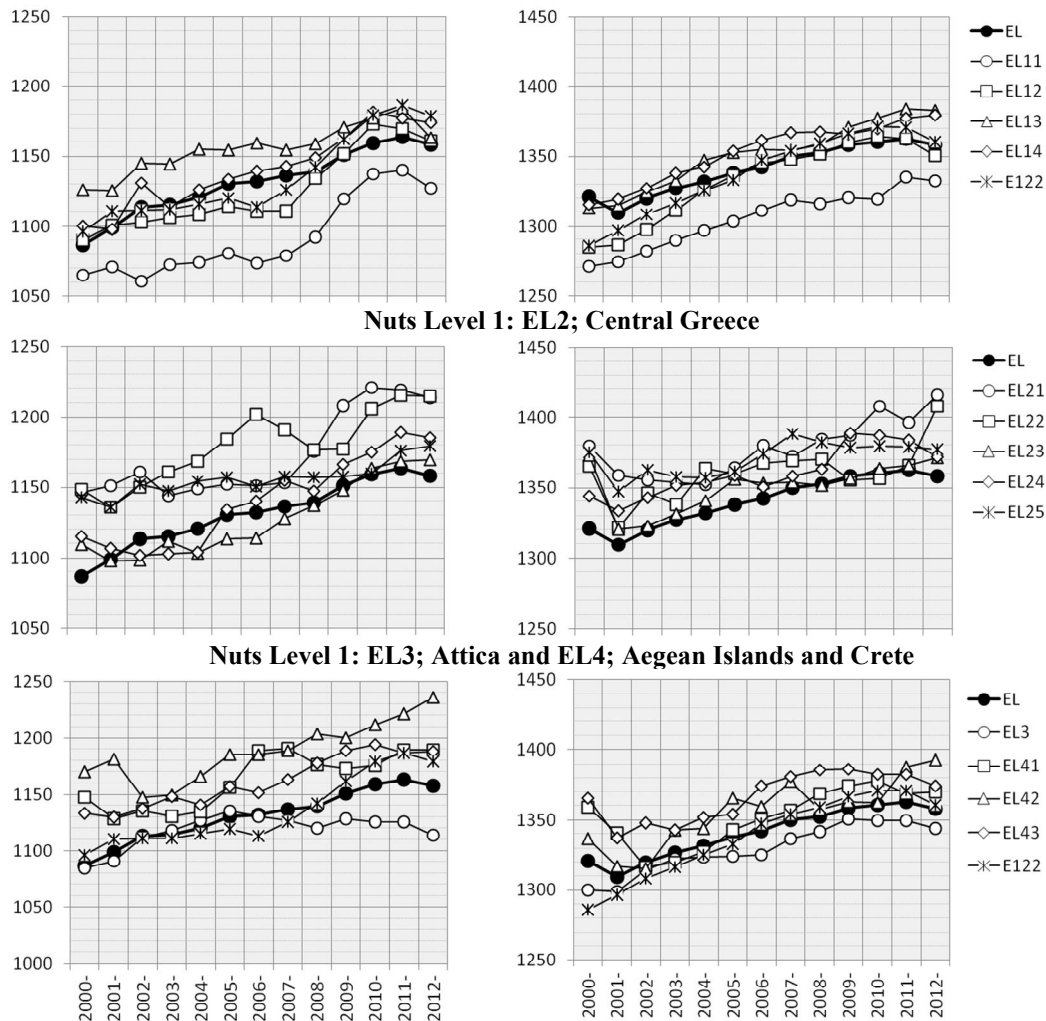 1250
1200
1150
1100
1050
1450
1400
1350
1300
1250
EL
EL11
EL12
EL13
EL14
E122
Nuts Level 1: EL2; Central Greece
1250
1200
1150
1100
1050
1450
1400
1350
1300
1250
EL
EL21
EL22
EL23
EL24
EL25
Nuts Level 1: EL3; Attica and EL4; Aegean Islands and Crete
1250
1200
1150
1100
1050
1000
2000-
2001-
2002-
2003-
2004-
2005-
2006-
2007-
2008-
2009-
2010-
2011-
2012-
1450
1400
1350
1300
1250
2000-
2001-
2002-
2003-
2004-
2005-
2006-
2007-
2008-
2009-
2010-
2011-
2012-
EL
EL3
EL41
EL42
EL43
E122